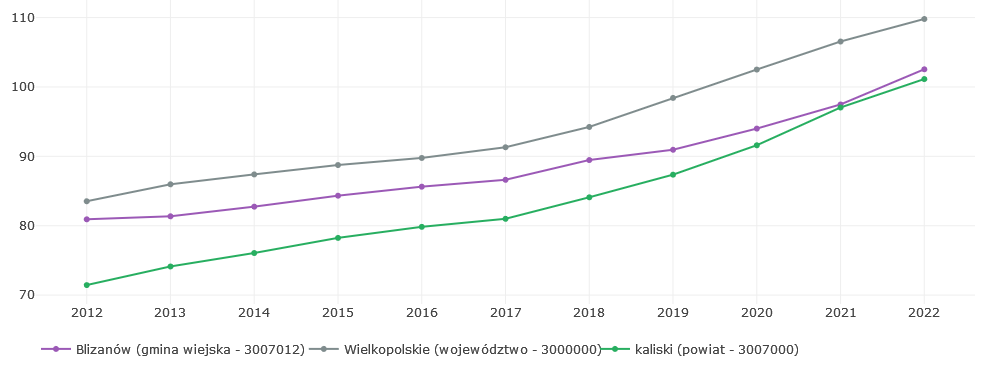 110
100
90
80
70
2012 2013 2014 2015 2016 2017 2018 2019 2020 2021 2022
Blizanów (gmina wiejska - 3007012) Wielkopolskie (województwo - 3000000) kaliski (powiat - 3007000)